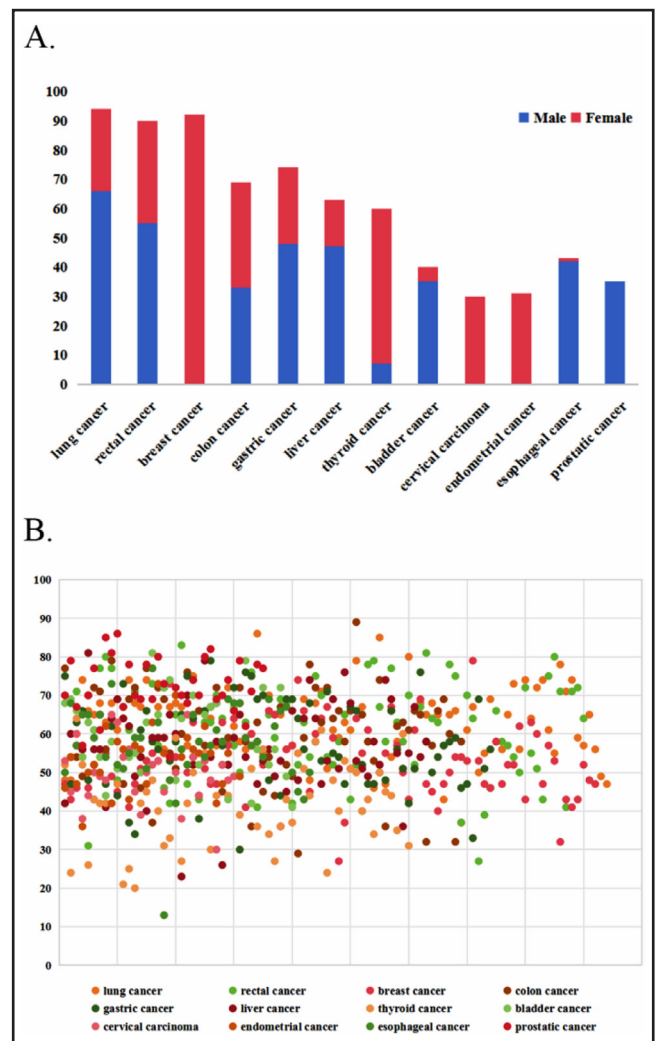 A.
100
Male Female
90
80
70
60
50
40
30
20
10
0
lung cancer
rectal cancer
breast cancer
colon cancer
gastric cancer
liver cancer
thyroid cancer
bladder cancer
cervical carcinoma
endometrial cancer
esophageal cancer
prostatic cancer
B.
100
90
80
70
60
50
40
30
20
10
0
lung cancer rectal cancer breast cancer colon cancer
gastric cancer liver cancer thyroid cancer bladder cancer
cervical carcinoma endometrial cancer esophageal cancer prostatic cancer